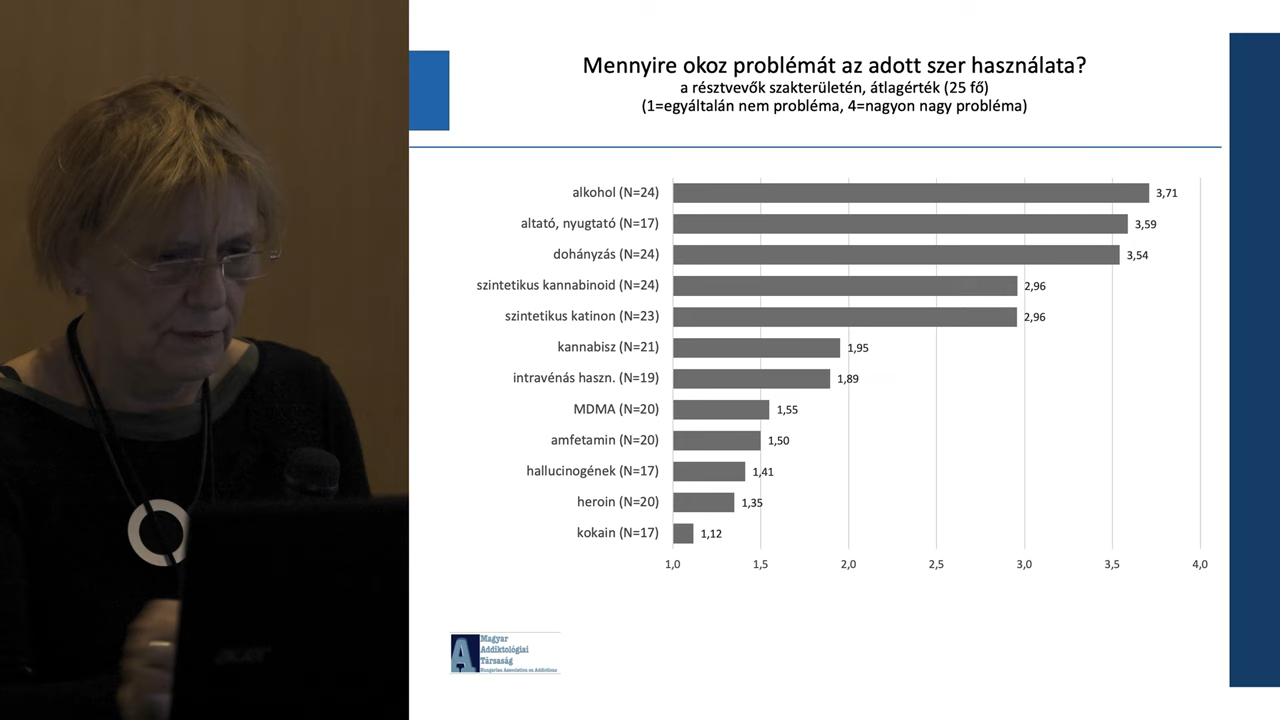 Mennyire okoz problémát az adott szer használata?
a résztvevők szakterületén, átlagérték (25 fő)
(1=egyáltalán nem probléma, 4=nagyon nagy probléma)
alkohol (N=24) 3,71
altató, nyugtató (N=17) 3,59
dohányzás (N=24) 3,54
szintetikus kannabinoid (N=24) 2,96
szintetikus katinon (N=23) 2,96
kannabisz (N=21) 1,95
intravénás haszn. (N=19) 1,89
MDMA (N=20) 1,55
amfetamin (N=20) 1,50
hallucinogének (N=17) 1,41
heroin (N=20) 1,35
kokain (N=17) 1,12
1,0 1,5 2,0 2,5 3,0 3,5 4,0
A
Magyar
Addiktológiai
Társaság
Hungarian Association on Addictions